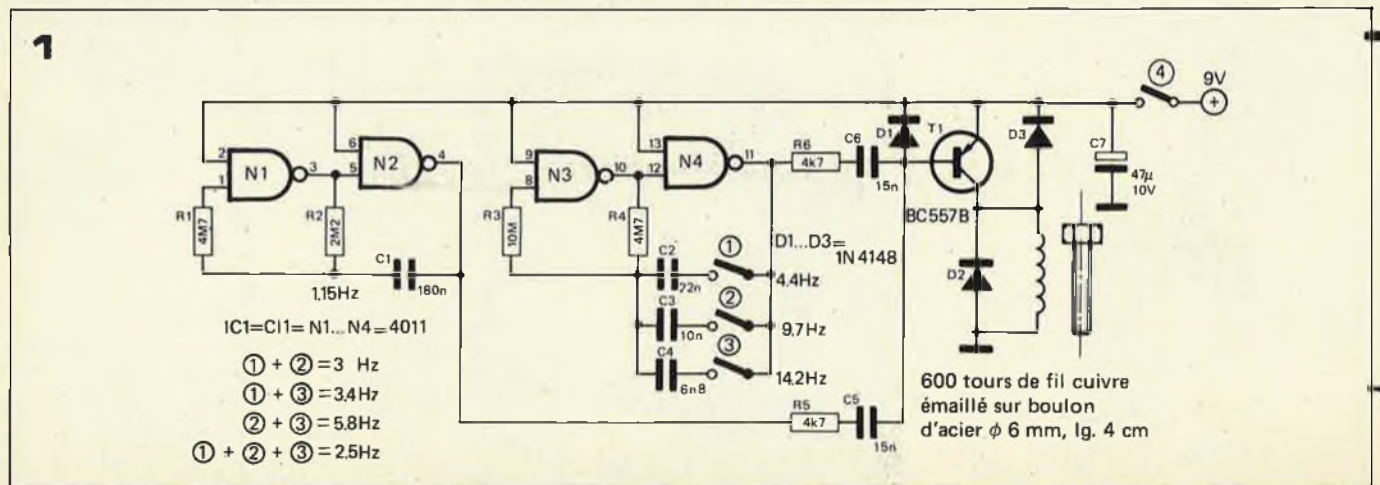 1
④
9V
+
2
1
N1
3
6
5
N2
4
9
8
N3
10
13
12
N4
11
R6
4k7
C6
15n
D1
T1
D3
C7
47µ
10V
BC557B
R1
4M7
R2
2M2
C1
180n
1,15Hz
R3
10M
R4
4M7
C2
22n
①
4.4Hz
C3
10n
②
9.7Hz
C4
6n8
③
14.2Hz
D1...D3=
1N4148
D2
R5
4k7
C5
15n
IC1=CI1= N1...N4=4011
① + ② = 3 Hz
① + ③ = 3.4Hz
② + ③ = 5.8Hz
① + ② + ③ = 2.5Hz
600 tours de fil cuivre
émaillé sur boulon
d'acier ϕ 6 mm, lg. 4 cm